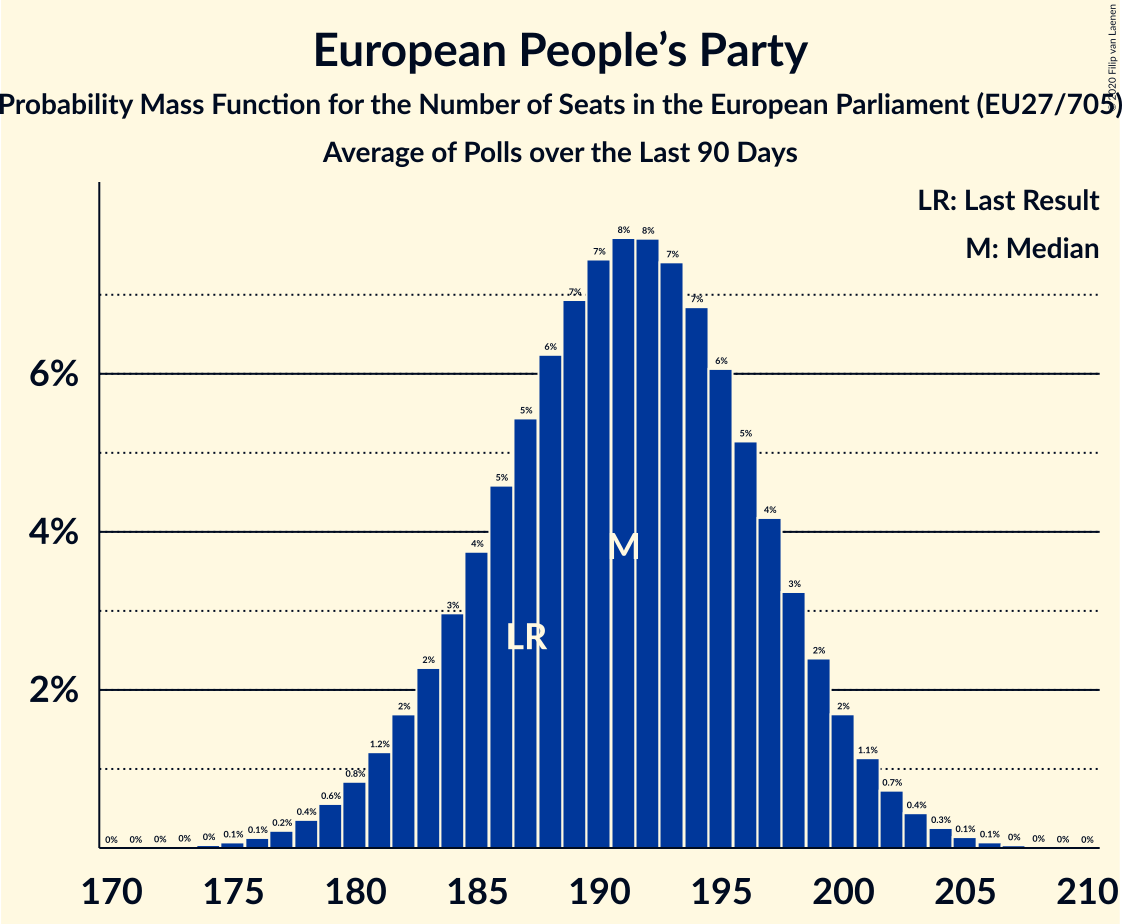 European People’s Party
Probability Mass Function for the Number of Seats in the European Parliament (EU27/705)
Average of Polls over the Last 90 Days
© 2020 Filip van Laenen
LR: Last Result
M: Median
6%
4%
2%
0% 0% 0% 0% 0% 0.1% 0.1% 0.2% 0.4% 0.6% 0.8% 1.2% 2% 2% 3% 4% 5% 5% 6% 7% 7% 8% 8% 7% 7% 6% 5% 4% 3% 2% 2% 1.1% 0.7% 0.4% 0.3% 0.1% 0.1% 0% 0% 0% 0%
M
LR
170 175 180 185 190 195 200 205 210